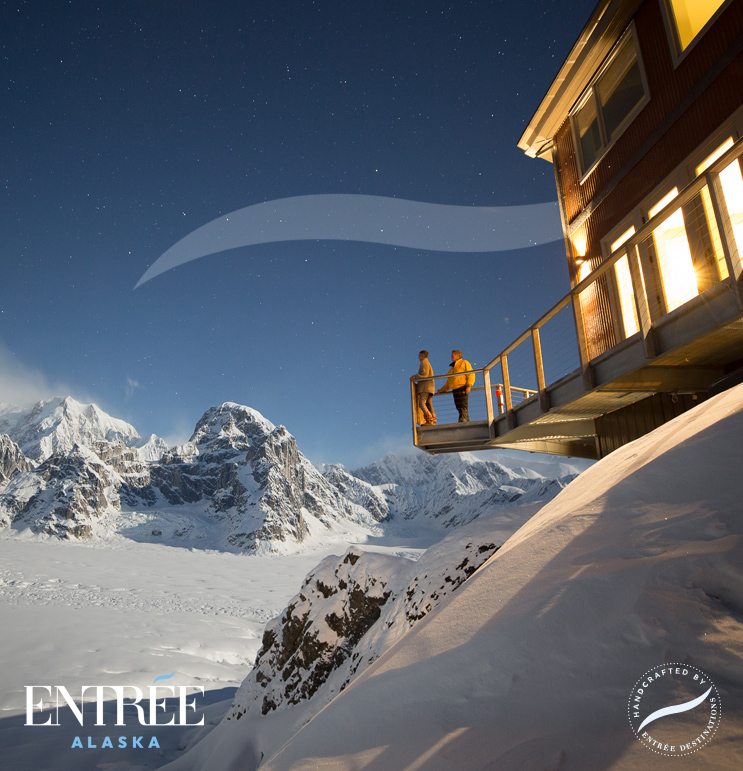 ENTRÉE
ALASKA
HANDCRAFTED BY
ENTRÉE DESTINATIONS